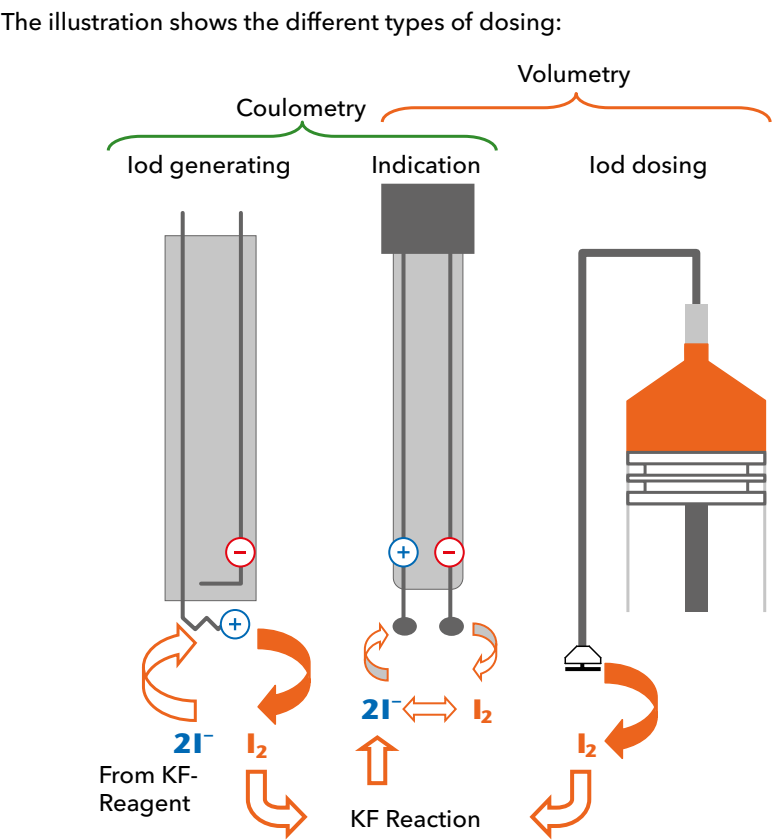 The illustration shows the different types of dosing:
Volumetry
Coulometry
Iod generating
Indication
Iod dosing
−
+
+
−
2I⁻
I₂
2I⁻
I₂
I₂
From KF-
Reagent
KF Reaction